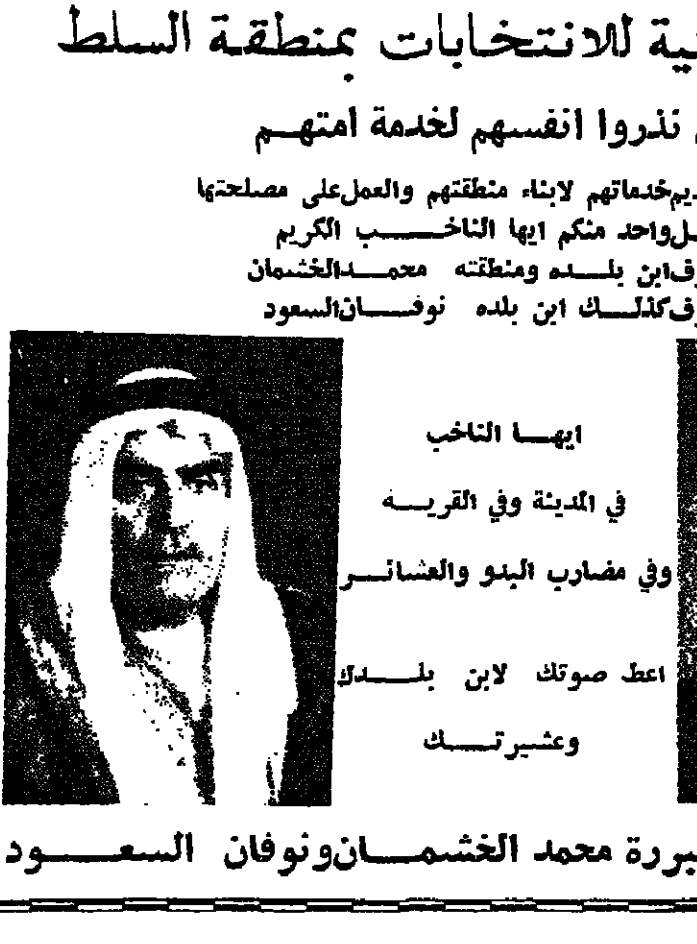 للانتخابات بمنطقة السلط
نذروا انفسهم لخدمة امتهم
خدماتهم لابناء منطقتهم والعمل على مصلحتها
واحد منكم ايها الناخب الكريم
ابن بلده ومنطقته محمد الخشمان
كذلك ابن بلده نوفان السعود
ايها الناخب
في المدينة وفي القريه
وفي مضارب البدو والعشائر
اعط صوتك لابن بلدك
وعشيرتك
محمد الخشمان ونوفان السعود